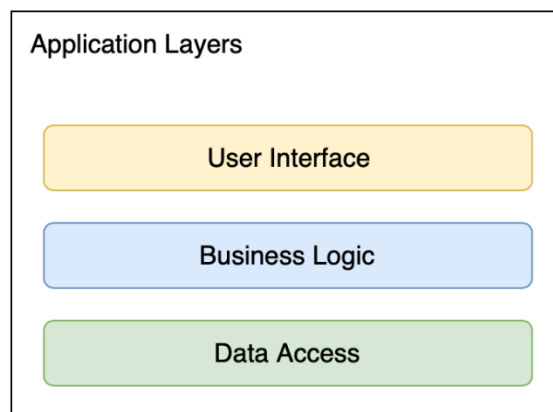 Application Layers
User Interface
Business Logic
Data Access